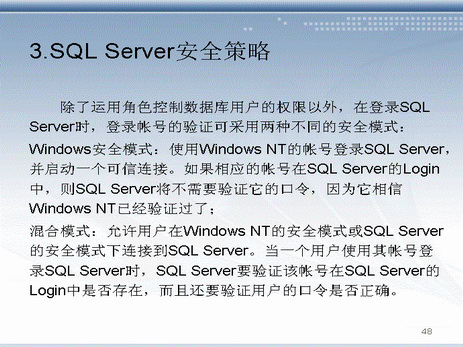 3.SQL Server安全策略
除了运用角色控制数据库用户的权限以外，在登录SQL
Server时，登录帐号的验证可采用两种不同的安全模式：
Windows安全模式：使用Windows NT的帐号登录SQL Server，
并启动一个可信连接。如果相应的帐号在SQL Server的Login
中，则SQL Server将不需要验证它的口令，因为它相信
Windows NT已经验证过了；
混合模式：允许用户在Windows NT的安全模式或SQL Server
的安全模式下连接到SQL Server。当一个用户使用其帐号登
录SQL Server时，SQL Server要验证该帐号在SQL Server的
Login中是否存在，而且还要验证用户的口令是否正确。
48